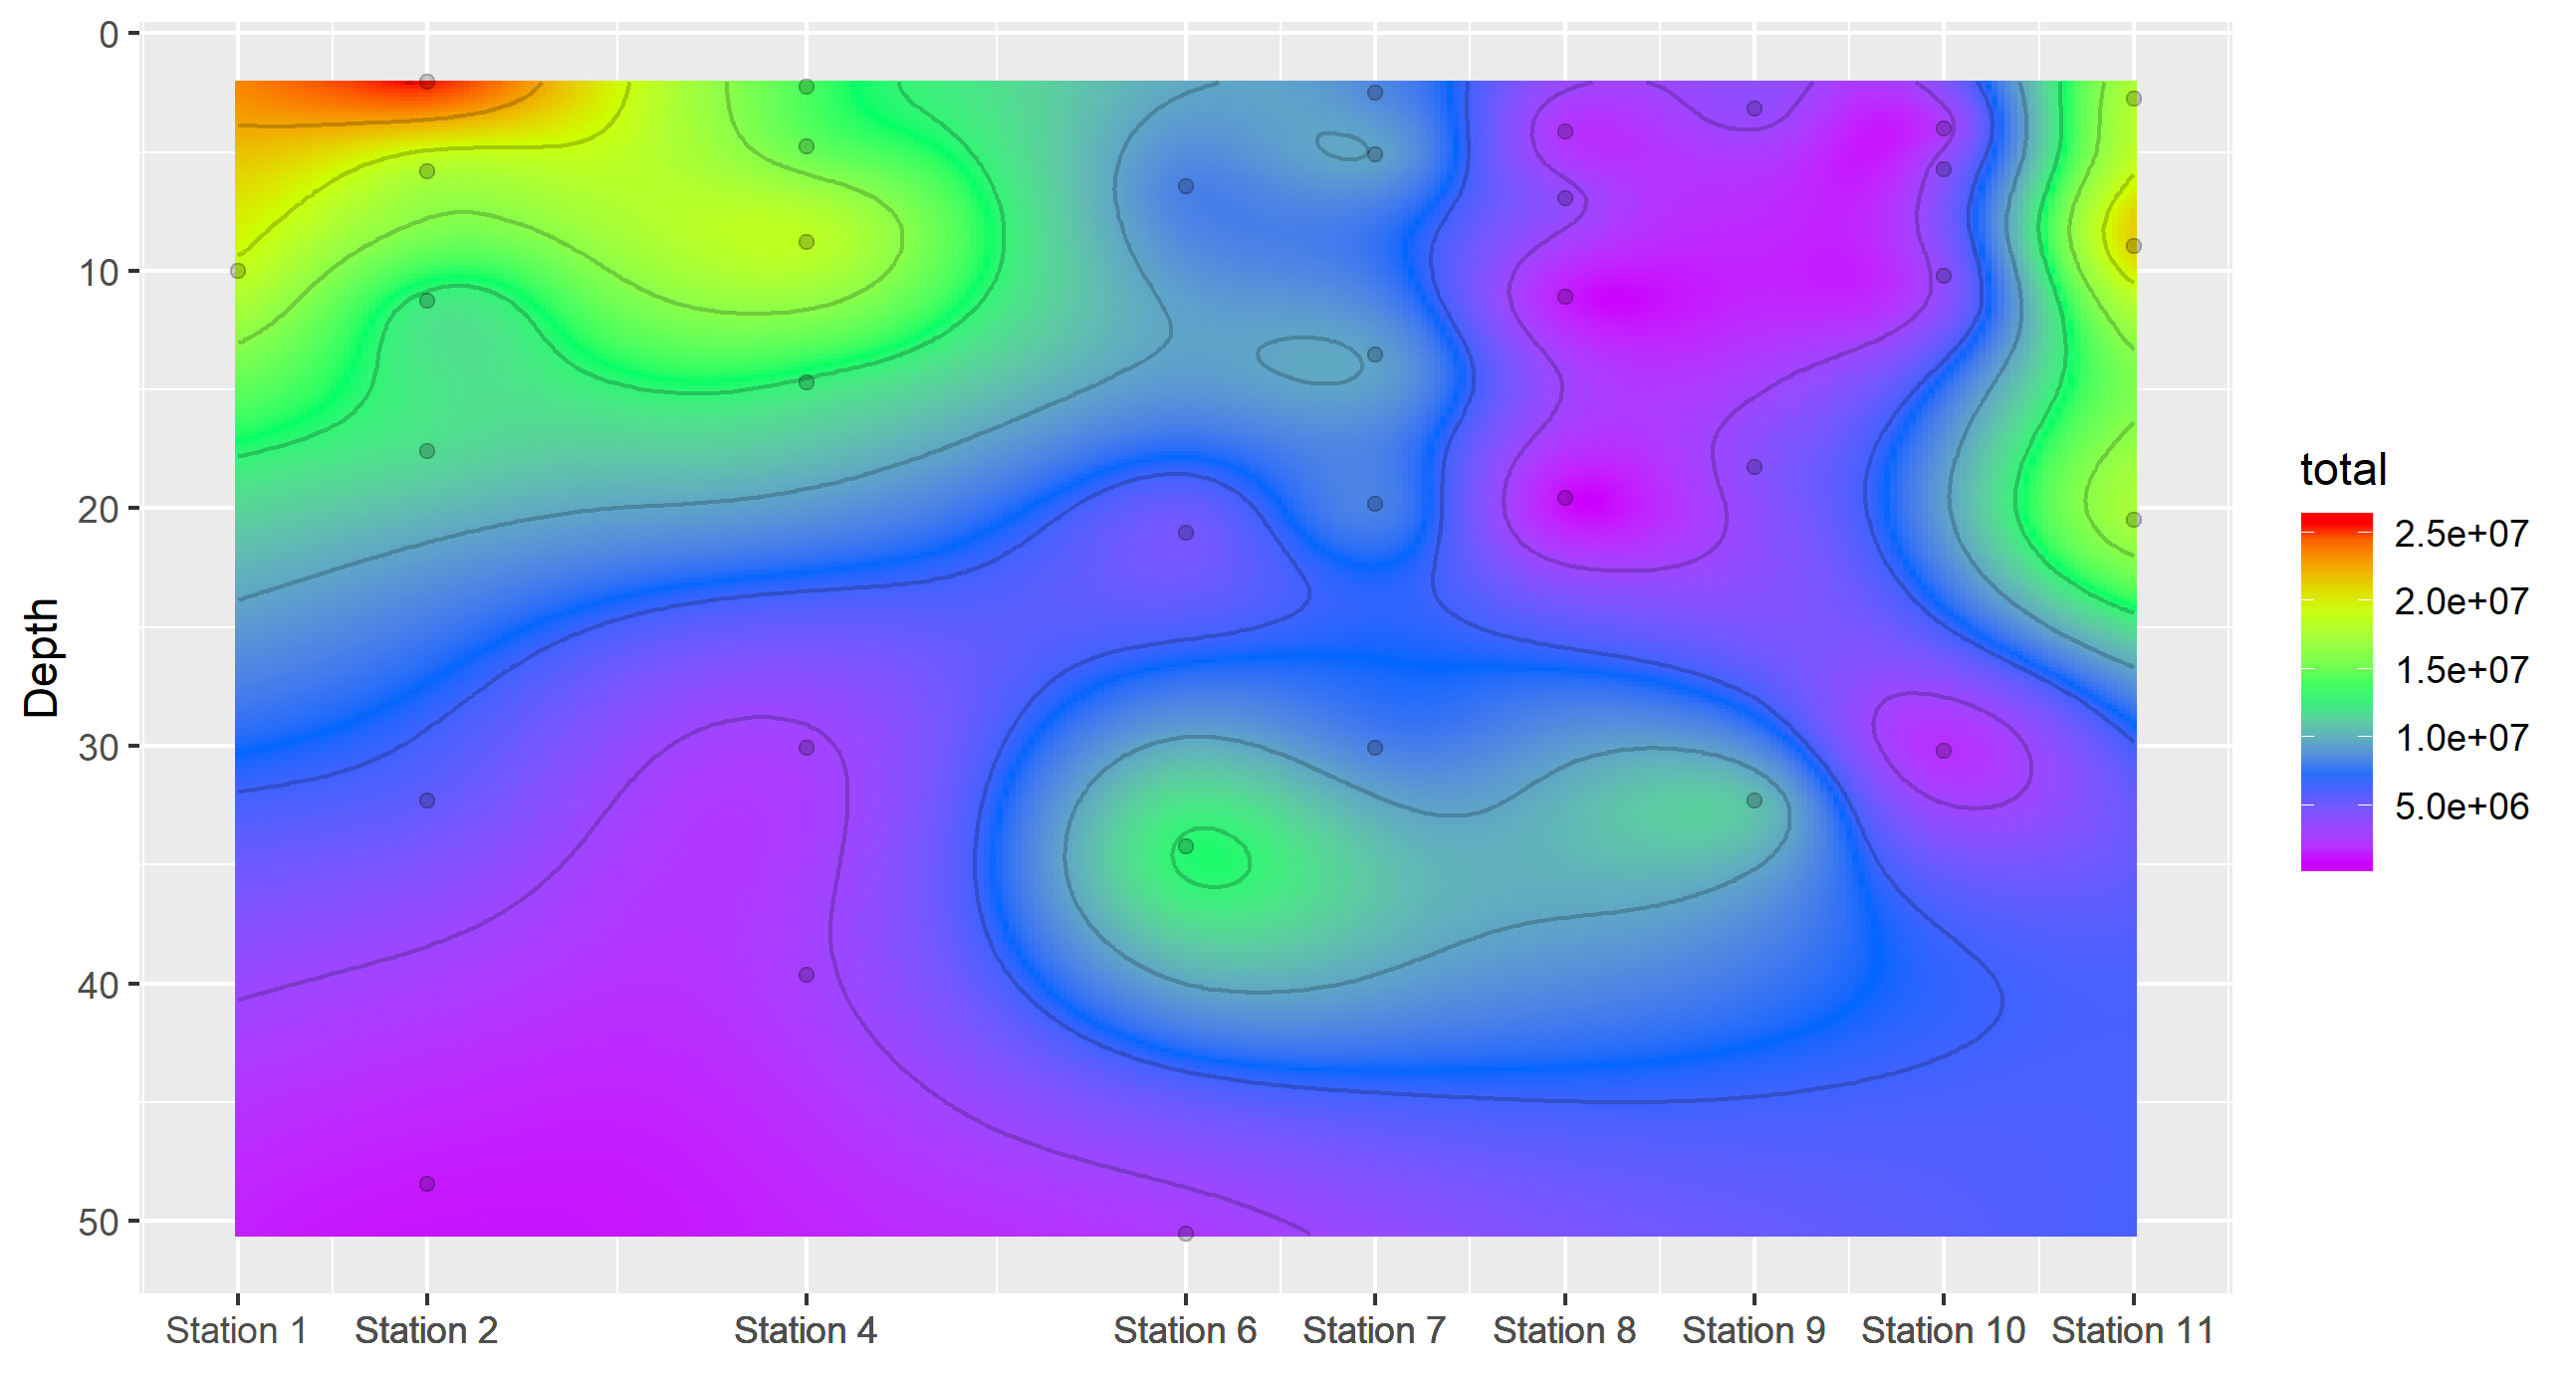 0
10
20
30
40
50
Depth
Station 1
Station 2
Station 4
Station 6
Station 7
Station 8
Station 9
Station 10
Station 11
total
2.5e+07
2.0e+07
1.5e+07
1.0e+07
5.0e+06